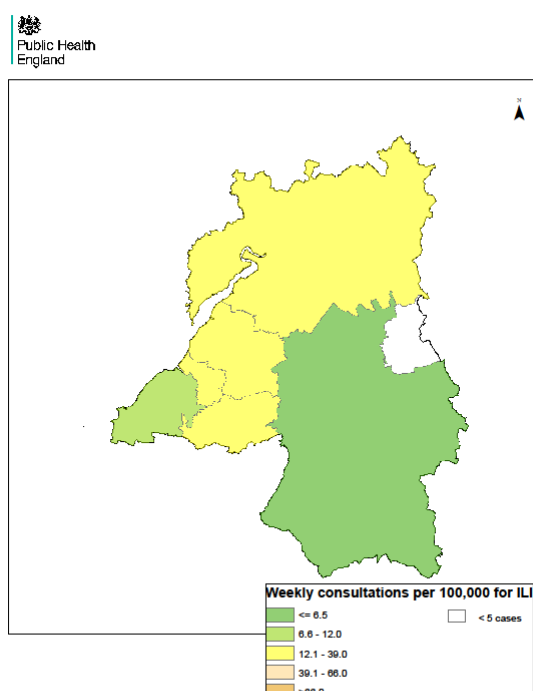 Public Health
England
N
Weekly consultations per 100,000 for ILI
<= 6.5
< 5 cases
6.6 - 12.0
12.1 - 39.0
39.1 - 66.0